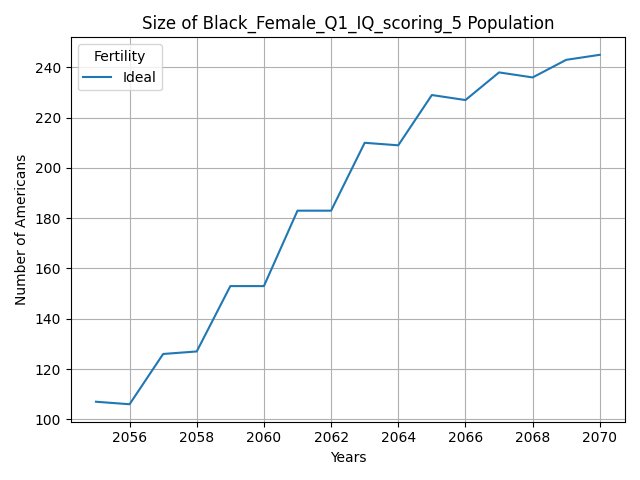 Size of Black_Female_Q1_IQ_scoring_5 Population
Fertility
Ideal
Number of Americans
240
220
200
180
160
140
120
100
2056 2058 2060 2062 2064 2066 2068 2070
Years